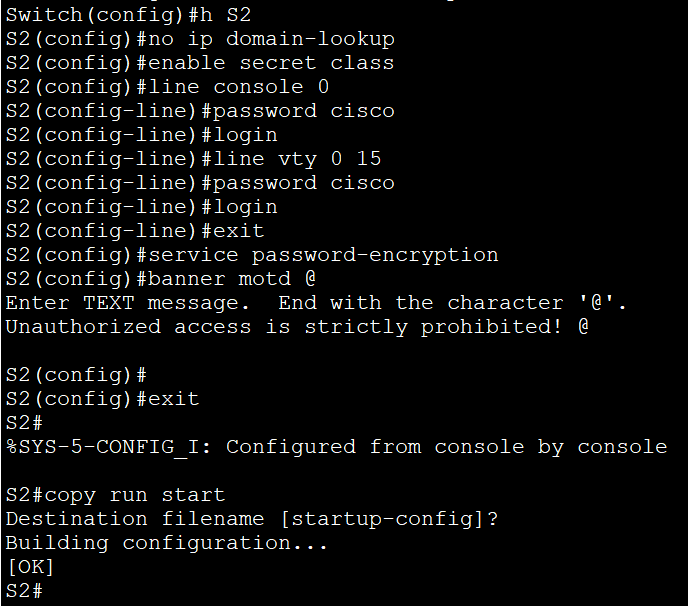 Switch(config)#h S2
S2(config)#no ip domain-lookup
S2(config)#enable secret class
S2(config)#line console 0
S2(config-line)#password cisco
S2(config-line)#login
S2(config-line)#line vty 0 15
S2(config-line)#password cisco
S2(config-line)#login
S2(config-line)#exit
S2(config)#service password-encryption
S2(config)#banner motd @
Enter TEXT message.  End with the character '@'.
Unauthorized access is strictly prohibited! @

S2(config)#
S2(config)#exit
S2#
%SYS-5-CONFIG_I: Configured from console by console

S2#copy run start
Destination filename [startup-config]?
Building configuration...
[OK]
S2#